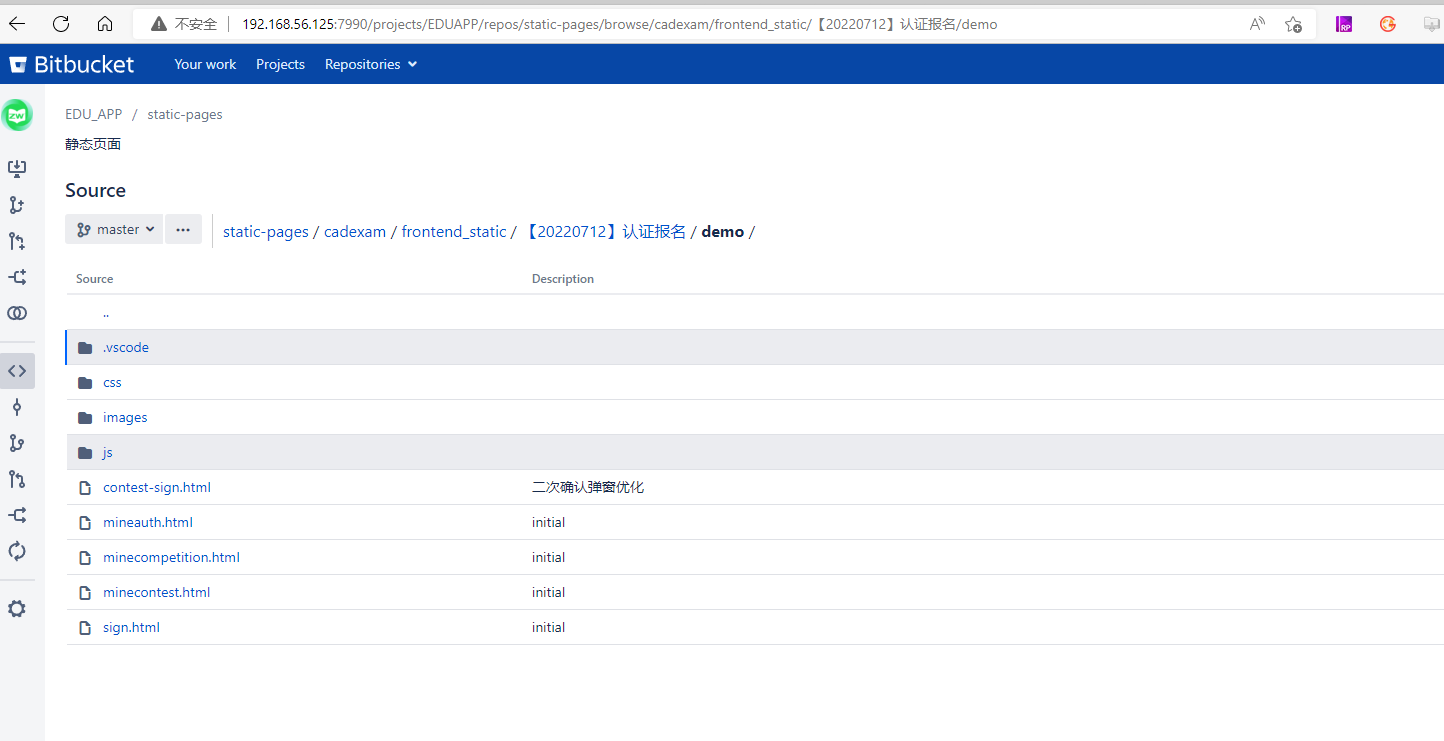 不安全 192.168.56.125:7990/projects/EDUAPP/repos/static-pages/browse/cadexam/frontend_static/【20220712】认证报名/demo
Bitbucket Your work Projects Repositories
EDU_APP / static-pages
静态页面
Source
master ··· static-pages / cadexam / frontend_static / 【20220712】认证报名 / demo /
Source Description
..
.vscode
css
images
js
contest-sign.html 二次确认弹窗优化
mineauth.html initial
minecompetition.html initial
minecontest.html initial
sign.html initial